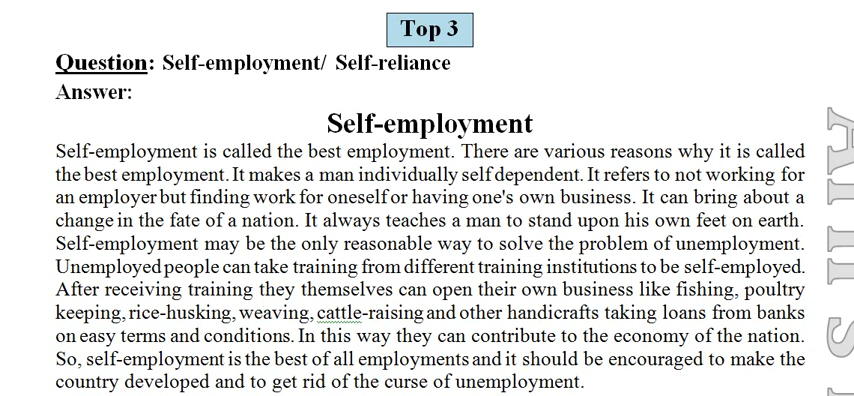 Top 3
Question: Self-employment/ Self-reliance
Answer:
Self-employment
Self-employment is called the best employment. There are various reasons why it is called
the best employment. It makes a man individually self dependent. It refers to not working for
an employer but finding work for oneself or having one's own business. It can bring about a
change in the fate of a nation. It always teaches a man to stand upon his own feet on earth.
Self-employment may be the only reasonable way to solve the problem of unemployment.
Unemployed people can take training from different training institutions to be self-employed.
After receiving training they themselves can open their own business like fishing, poultry
keeping, rice-husking, weaving, cattle-raising and other handicrafts taking loans from banks
on easy terms and conditions. In this way they can contribute to the economy of the nation.
So, self-employment is the best of all employments and it should be encouraged to make the
country developed and to get rid of the curse of unemployment.